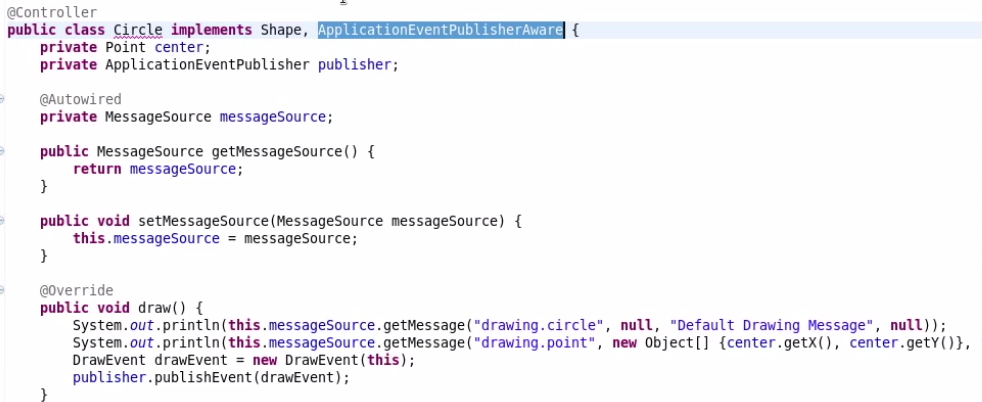 @Controller
public class Circle implements Shape, ApplicationEventPublisherAware {
    private Point center;
    private ApplicationEventPublisher publisher;

    @Autowired
    private MessageSource messageSource;

    public MessageSource getMessageSource() {
        return messageSource;
    }

    public void setMessageSource(MessageSource messageSource) {
        this.messageSource = messageSource;
    }

    @Override
    public void draw() {
        System.out.println(this.messageSource.getMessage("drawing.circle", null, "Default Drawing Message", null));
        System.out.println(this.messageSource.getMessage("drawing.point", new Object[] {center.getX(), center.getY()},
        DrawEvent drawEvent = new DrawEvent(this);
        publisher.publishEvent(drawEvent);
    }